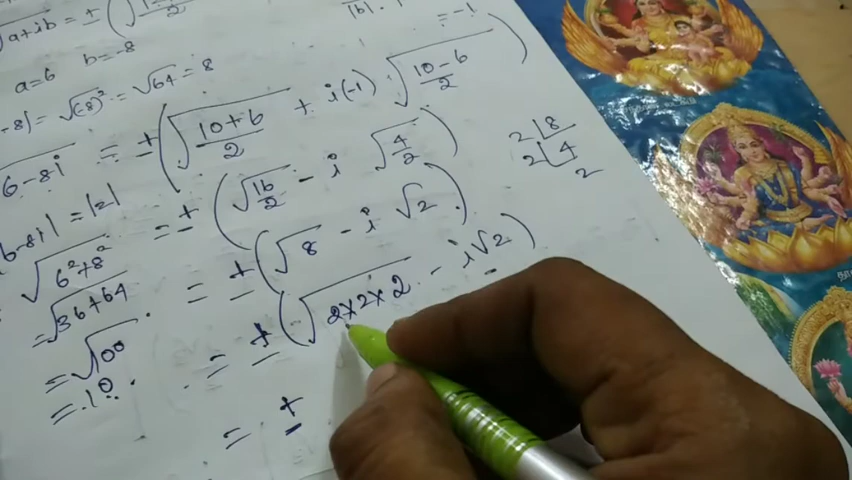 √a+ib = ± (√
|b|
= -1
a=6 b=-8
-8| = √(-8)² = √64 = 8
√6-8i = ± (√10+6/2 + i(-1) √10-6/2)
2 | 8
2 | 4
2
|6-8i| = |z|
= ± (√16/2 - i √4/2)
√6²+8²
= ± (√8 - i √2)
= √36+64
= ± (√2×2×2 - i√2)
= √100
= 10.
= ±